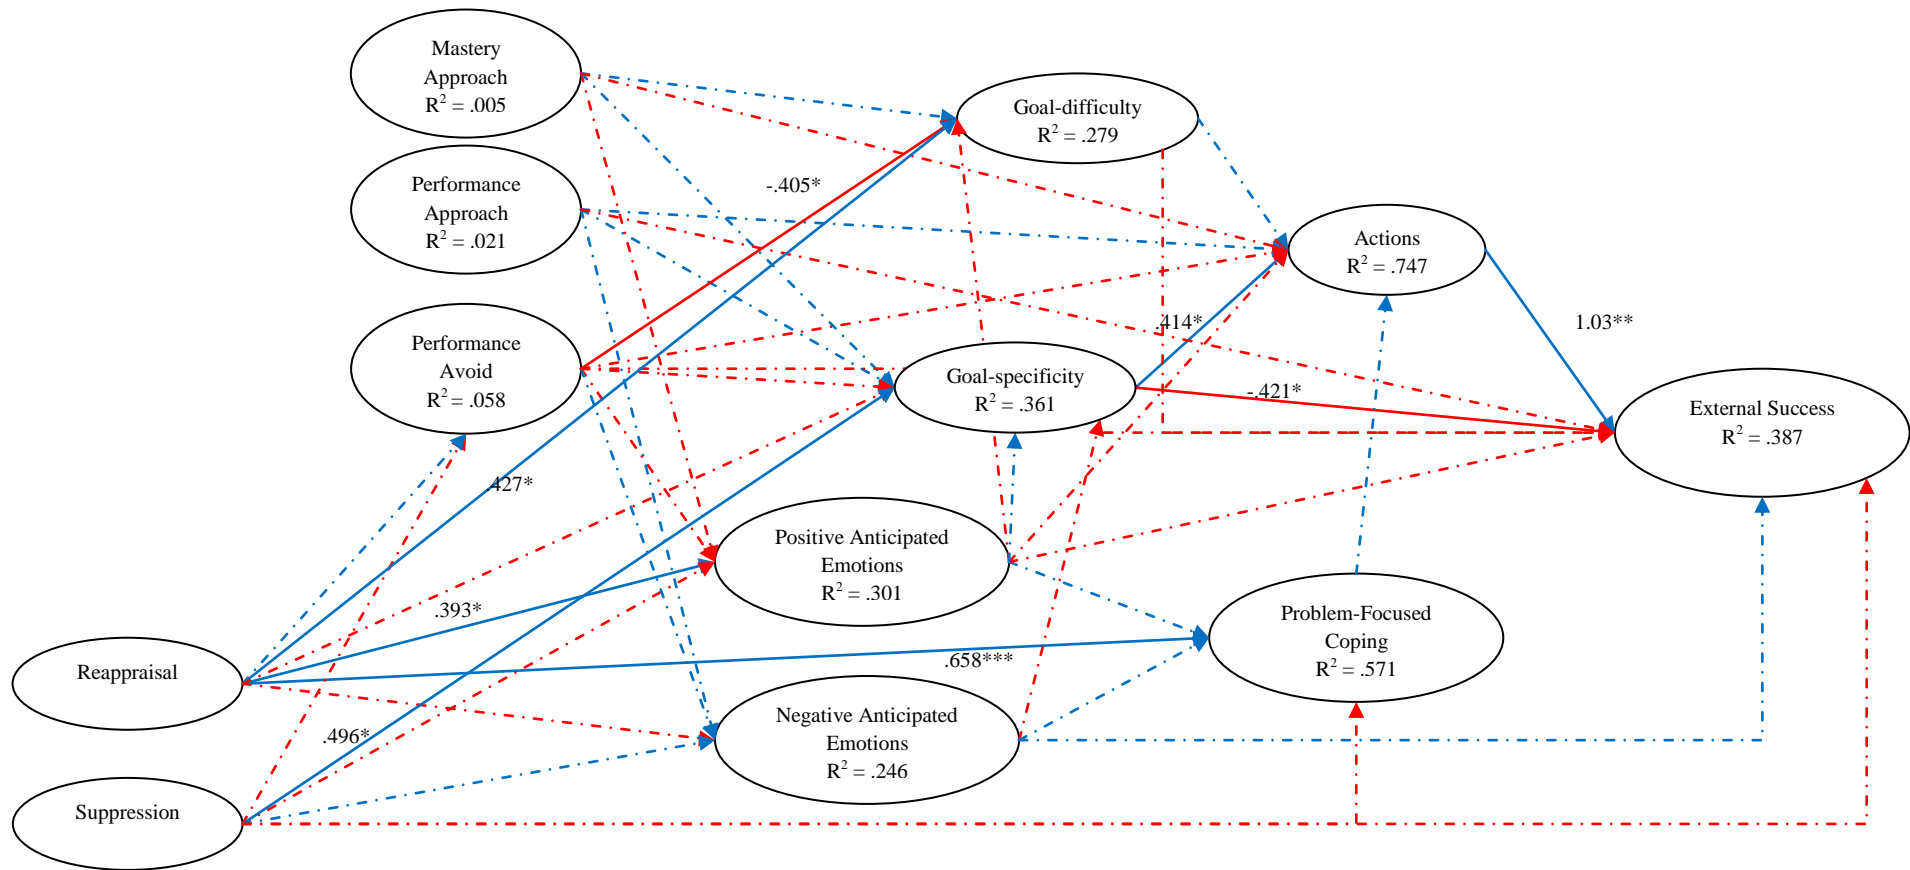 Mastery
Approach
R² = .005
Goal-difficulty
R² = .279
Performance
Approach
R² = .021
-.405*
Actions
R² = .747
Performance
Avoid
R² = .058
.414*
1.03**
Goal-specificity
R² = .361
-.421*
External Success
R² = .387
.427*
Positive Anticipated
Emotions
R² = .301
.393*
Problem-Focused
Coping
R² = .571
Reappraisal
.658***
Negative Anticipated
Emotions
R² = .246
.496*
Suppression